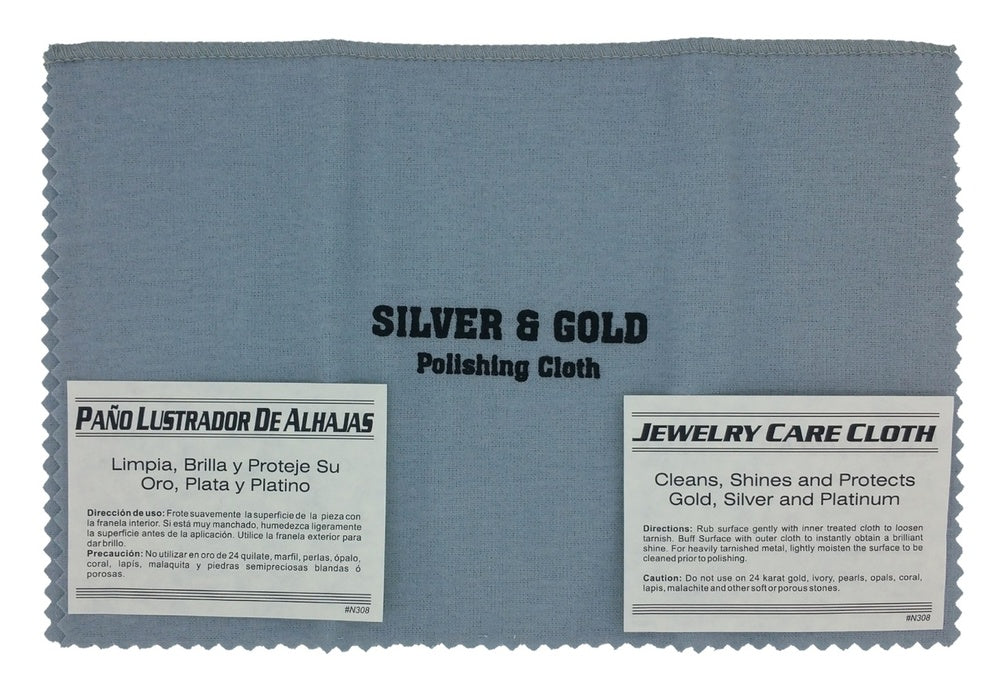 SILVER & GOLD
Polishing Cloth
PAÑO LUSTRADOR DE ALHAJAS
Limpia, Brilla y Proteje Su
Oro, Plata y Platino
Dirección de uso: Frote suavemente la superficie de la pieza con
la franela interior. Si está muy manchado, humedezca ligeramente
la superficie antes de la aplicación. Utilice la franela exterior para
dar brillo.
Precaución: No utilizar en oro de 24 quilate, marfil, perlas, ópalo,
coral, lapís, malaquita y piedras semipreciosas blandas ó
porosas.
#N308
JEWELRY CARE CLOTH
Cleans, Shines and Protects
Gold, Silver and Platinum
Directions: Rub surface gently with inner treated cloth to loosen
tarnish. Buff Surface with outer cloth to instantly obtain a brilliant
shine. For heavily tarnished metal, lightly moisten the surface to be
cleaned prior to polishing.
Caution: Do not use on 24 karat gold, ivory, pearls, opals, coral,
lapis, malachite and other soft or porous stones.
#N308